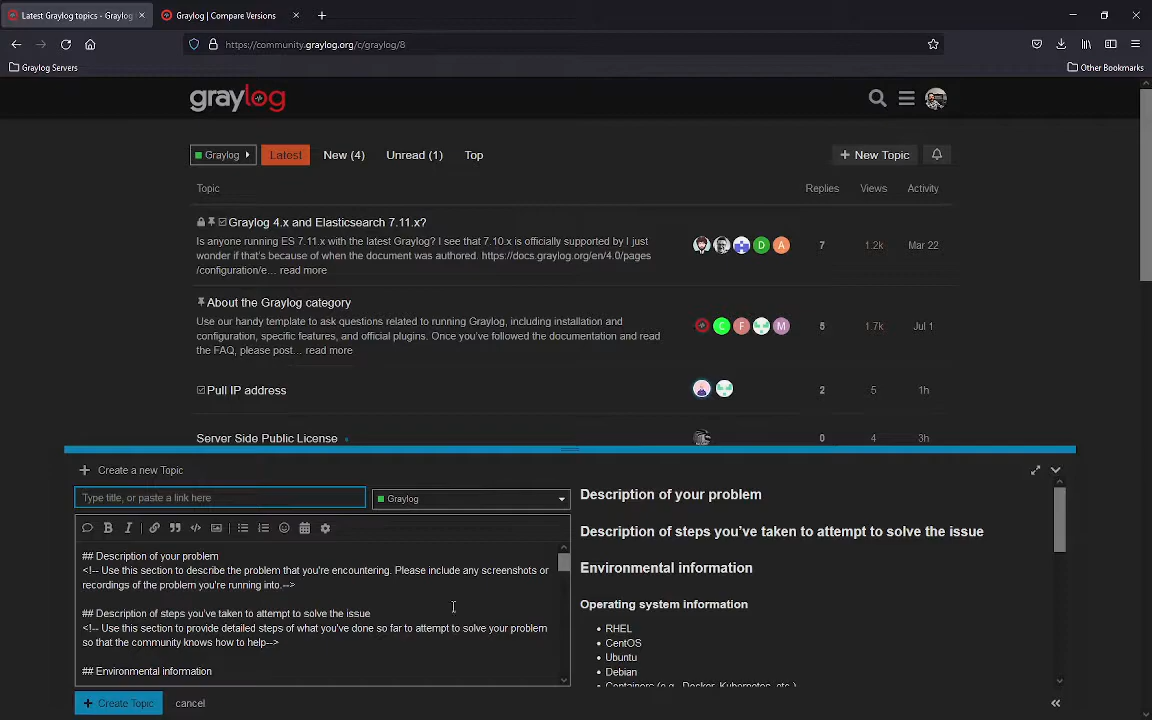 Latest Graylog topics - Graylog
Graylog | Compare Versions
https://community.graylog.org/c/graylog/8
Graylog Servers
Other Bookmarks
graylog
Graylog
Latest
New (4)
Unread (1)
Top
+ New Topic
Topic
Replies
Views
Activity
Graylog 4.x and Elasticsearch 7.11.x?
Is anyone running ES 7.11.x with the latest Graylog? I see that 7.10.x is officially supported by I just
wonder if that's because of when the document was authored. https://docs.graylog.org/en/4.0/pages
/configuration/e... read more
D
A
7
1.2k
Mar 22
About the Graylog category
Use our handy template to ask questions related to running Graylog, including installation and
configuration, specific features, and official plugins. Once you've followed the documentation and read
the FAQ, please post... read more
C
F
M
5
1.7k
Jul 1
Pull IP address
2
5
1h
Server Side Public License
0
4
3h
+ Create a new Topic
Type title, or paste a link here
Graylog
B
I
## Description of your problem
<!-- Use this section to describe the problem that you're encountering. Please include any screenshots or
recordings of the problem you're running into.-->
## Description of steps you've taken to attempt to solve the issue
<!-- Use this section to provide detailed steps of what you've done so far to attempt to solve your problem
so that the community knows how to help-->
## Environmental information
Description of your problem
Description of steps you've taken to attempt to solve the issue
Environmental information
Operating system information
• RHEL
• CentOS
• Ubuntu
• Debian
• Containers (e.g., Docker, Kubernetes, etc.)
+ Create Topic
cancel